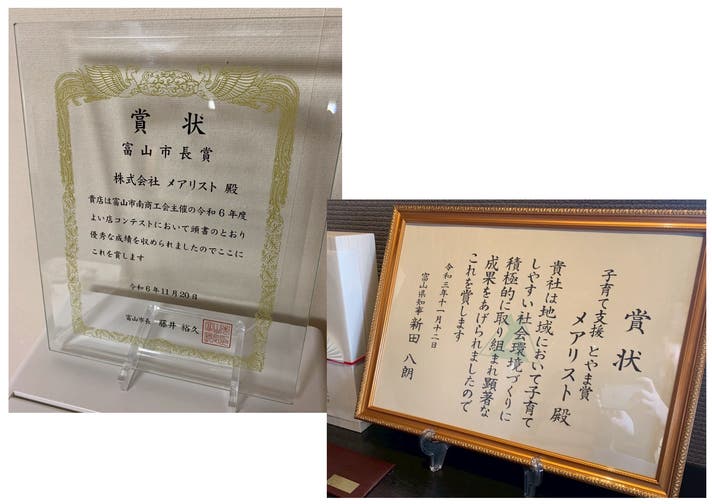 賞状
富山市長賞
株式会社 メアリスト 殿
貴店は富山市南商工会主催の令和6年度
よい店コンテストにおいて頭書のとおり
優秀な成績を収められましたのでここに
これを賞します
令和6年11月20日
富山市長 藤井裕久
賞状
子育て支援 とやま賞
メアリスト 殿
貴社は地域において子育て
しやすい社会環境づくりに
積極的に取り組まれ顕著な
成果をあげられましたので
これを賞します
令和三年十一月十二日
富山県知事 新田八朗